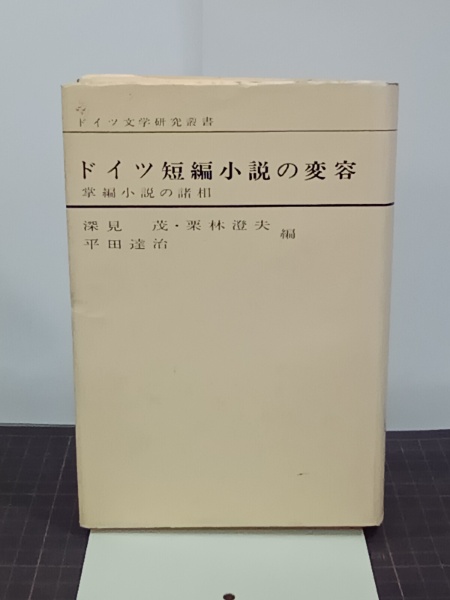 ドイツ文学研究叢書
ドイツ短編小説の変容
掌編小説の諸相
深見 茂・栗林澄夫
平田達治 編